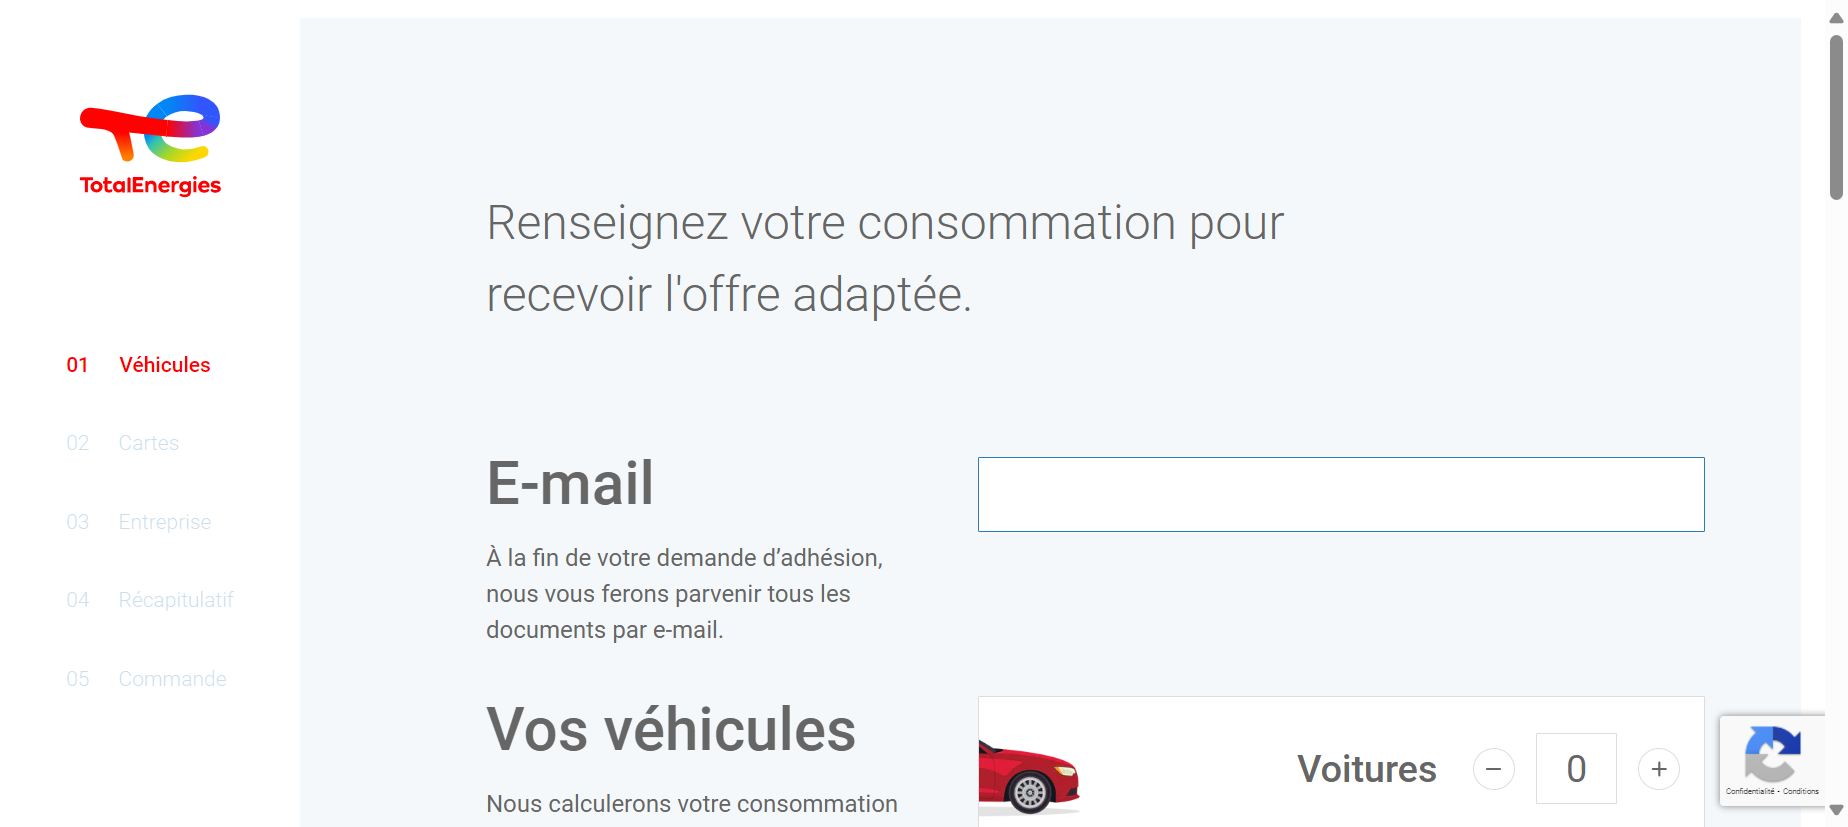 TotalEnergies
01 Véhicules
02 Cartes
03 Entreprise
04 Récapitulatif
05 Commande
Renseignez votre consommation pour
recevoir l'offre adaptée.
E-mail
À la fin de votre demande d’adhésion,
nous vous ferons parvenir tous les
documents par e-mail.
Vos véhicules
Nous calculerons votre consommation
Voitures − 0 +
Confidentialité - Conditions